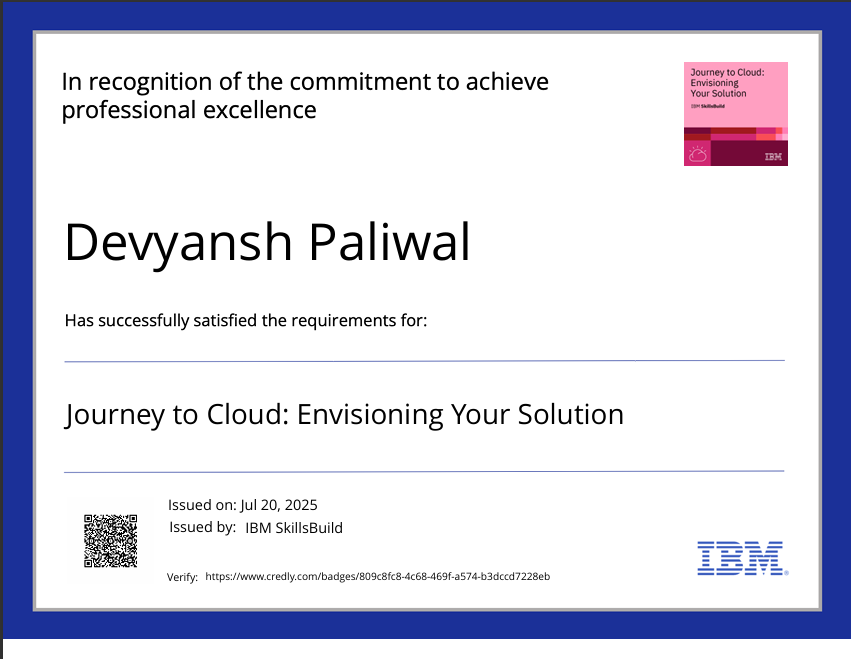 In recognition of the commitment to achieve
professional excellence
Journey to Cloud:
Envisioning
Your Solution
IBM SkillsBuild
IBM
Devyansh Paliwal
Has successfully satisfied the requirements for:
Journey to Cloud: Envisioning Your Solution
Issued on: Jul 20, 2025
Issued by: IBM SkillsBuild
Verify: https://www.credly.com/badges/809c8fc8-4c68-469f-a574-b3dccd7228eb
IBM®